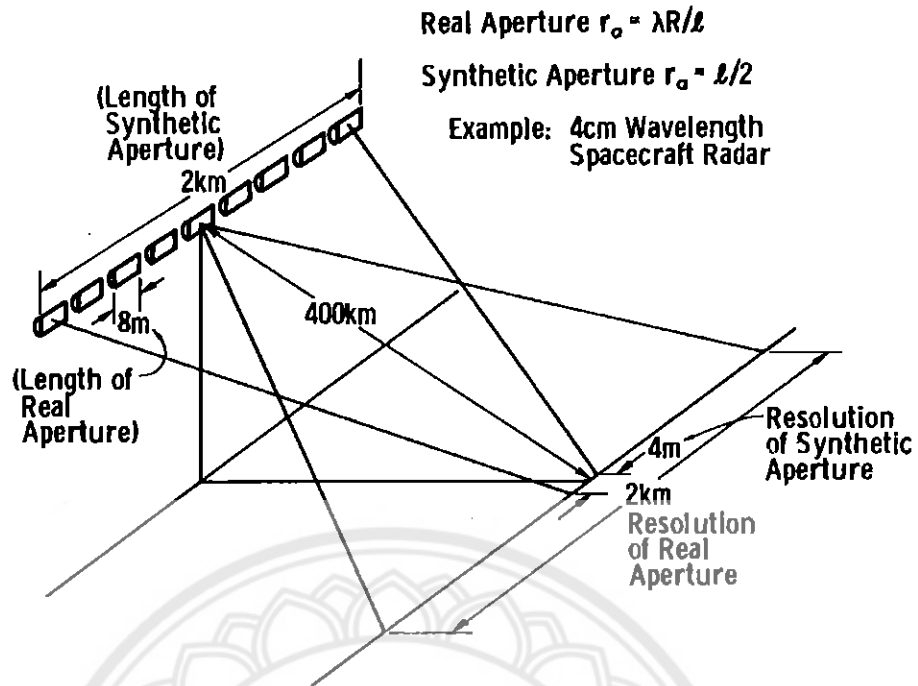 Real Aperture rₐ = λR/ℓ
Synthetic Aperture rₐ = ℓ/2
Example: 4cm Wavelength
Spacecraft Radar
(Length of
Synthetic
Aperture)
2km
8m
400km
(Length of
Real
Aperture)
4m
Resolution
of Synthetic
Aperture
2km
Resolution
of Real
Aperture